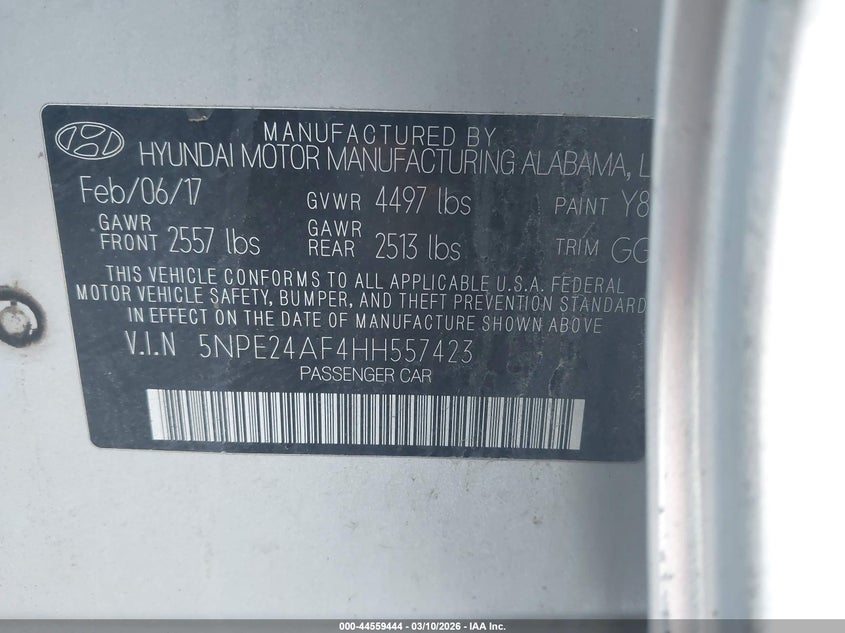 MANUFACTURED BY
HYUNDAI MOTOR MANUFACTURING ALABAMA, L
Feb/06/17 GVWR 4497 lbs PAINT Y8
GAWR FRONT 2557 lbs GAWR REAR 2513 lbs TRIM GG
THIS VEHICLE CONFORMS TO ALL APPLICABLE U.S.A. FEDERAL
MOTOR VEHICLE SAFETY, BUMPER, AND THEFT PREVENTION STANDARD
IN EFFECT ON THE DATE OF MANUFACTURE SHOWN ABOVE
V.I.N 5NPE24AF4HH557423
PASSENGER CAR
000-44559444 - 03/10/2026 - IAA Inc.